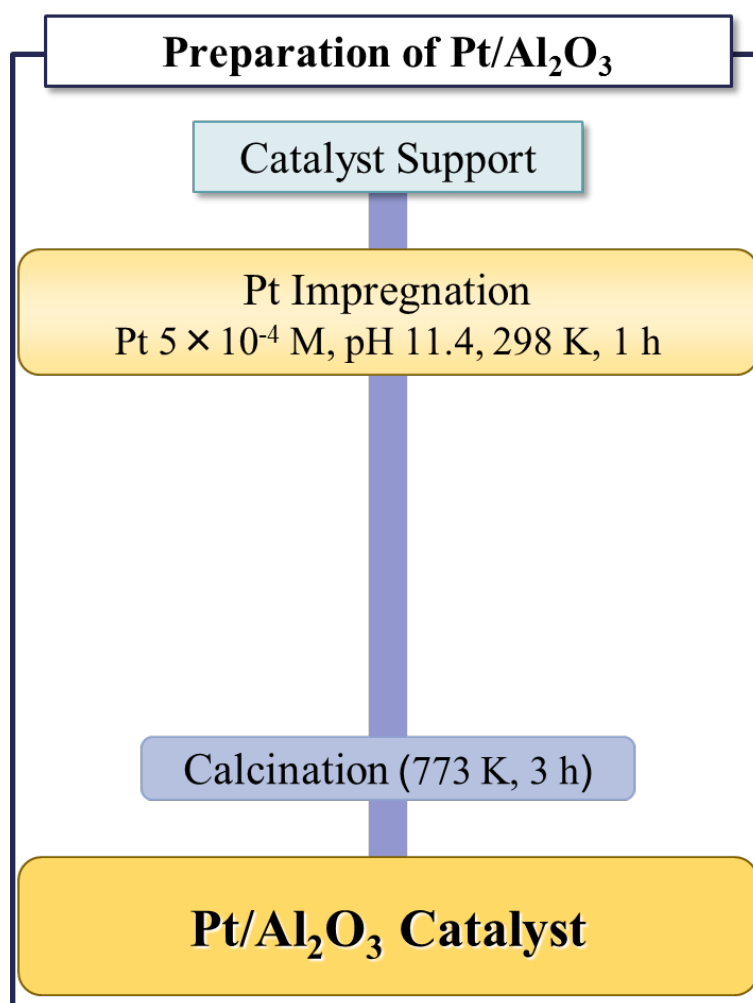 Preparation of Pt/Al₂O₃
Catalyst Support
Pt Impregnation
Pt 5 × 10⁻⁴ M, pH 11.4, 298 K, 1 h
Calcination (773 K, 3 h)
Pt/Al₂O₃ Catalyst